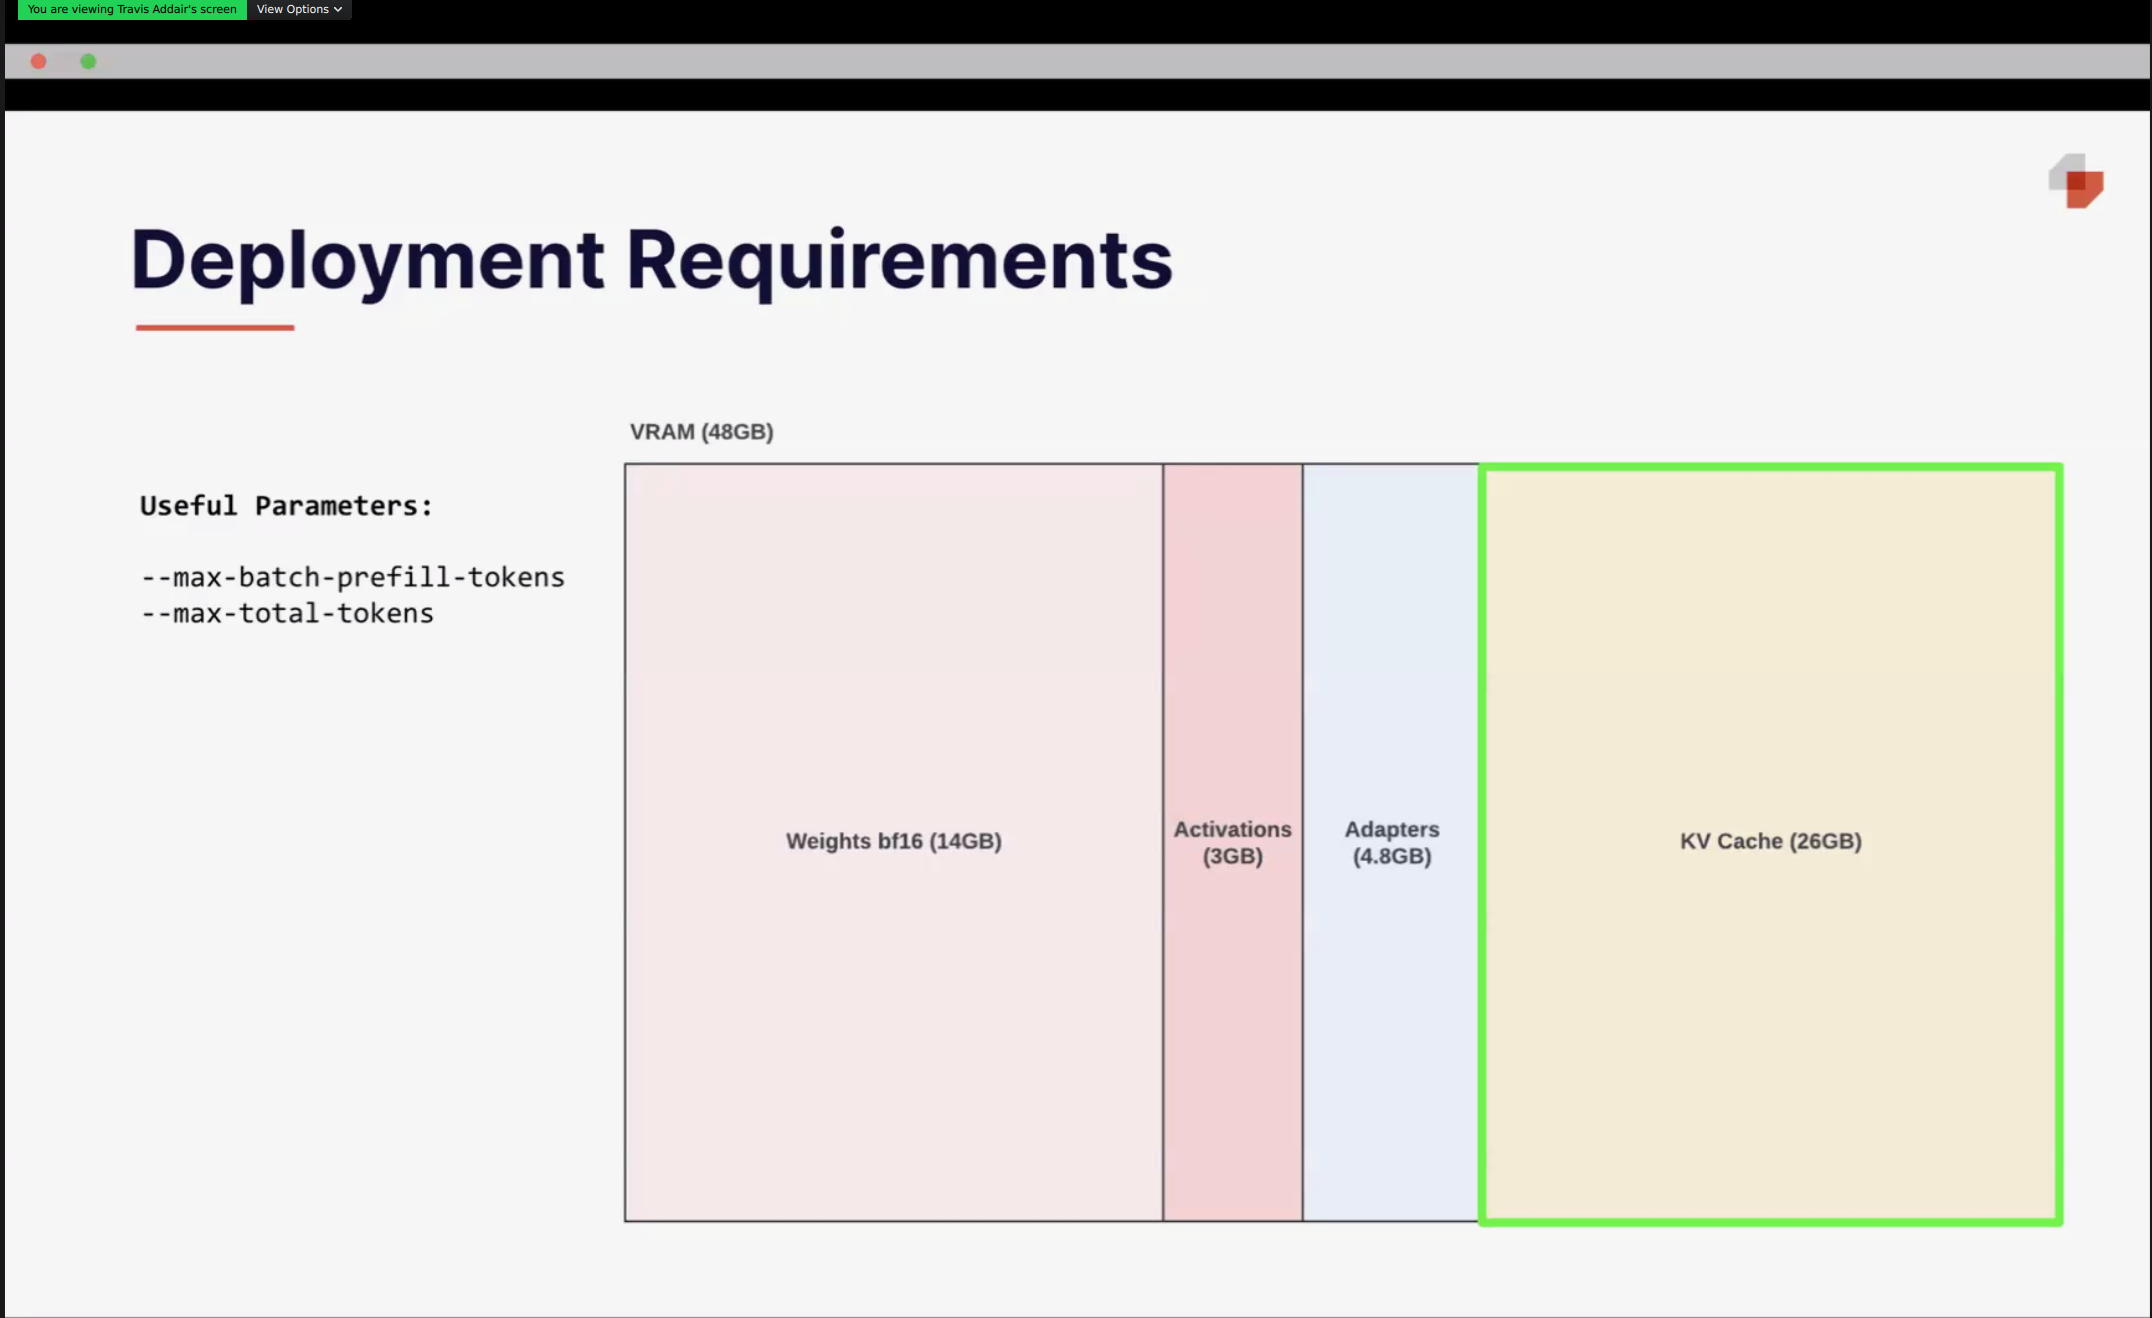 You are viewing Travis Addair's screen
View Options
Deployment Requirements
VRAM (48GB)
Useful Parameters:
--max-batch-prefill-tokens
--max-total-tokens
Weights bf16 (14GB)
Activations
(3GB)
Adapters
(4.8GB)
KV Cache (26GB)